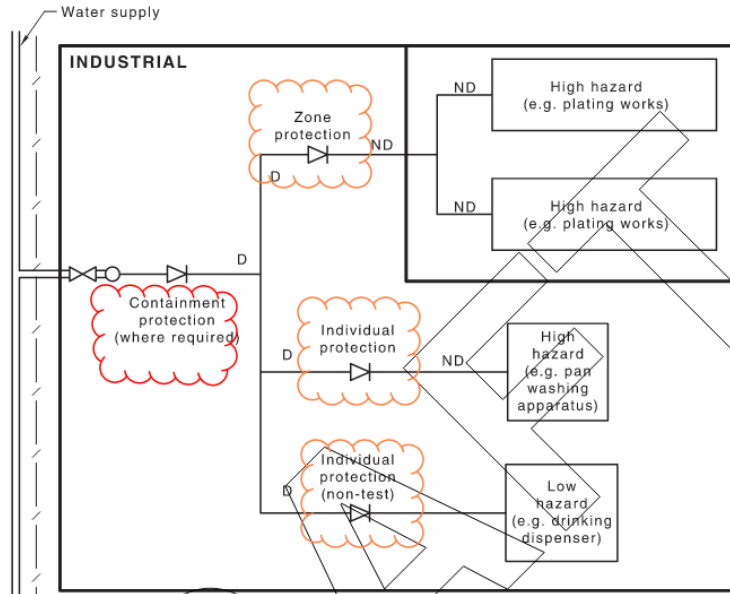 Water supply
INDUSTRIAL
Zone
protection
ND
D
ND
High hazard
(e.g. plating works)
ND
High hazard
(e.g. plating works)
D
Containment
protection
(where required)
Individual
protection
D
ND
High
hazard
(e.g. pan
washing
apparatus)
Individual
protection
(non-test)
D
Low
hazard
(e.g. drinking
dispenser)